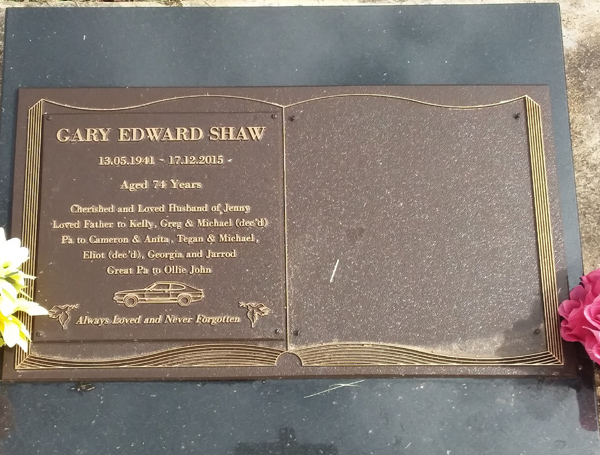 GARY EDWARD SHAW
13.05.1941 - 17.12.2015
Aged 74 Years
Cherished and Loved Husband of Jenny
Loved Father to Kelly, Greg & Michael (dec'd)
Pa to Cameron & Anita, Tegan & Michael,
Eliot (dec'd), Georgia and Jarrod
Great Pa to Ollie John
Always Loved and Never Forgotten